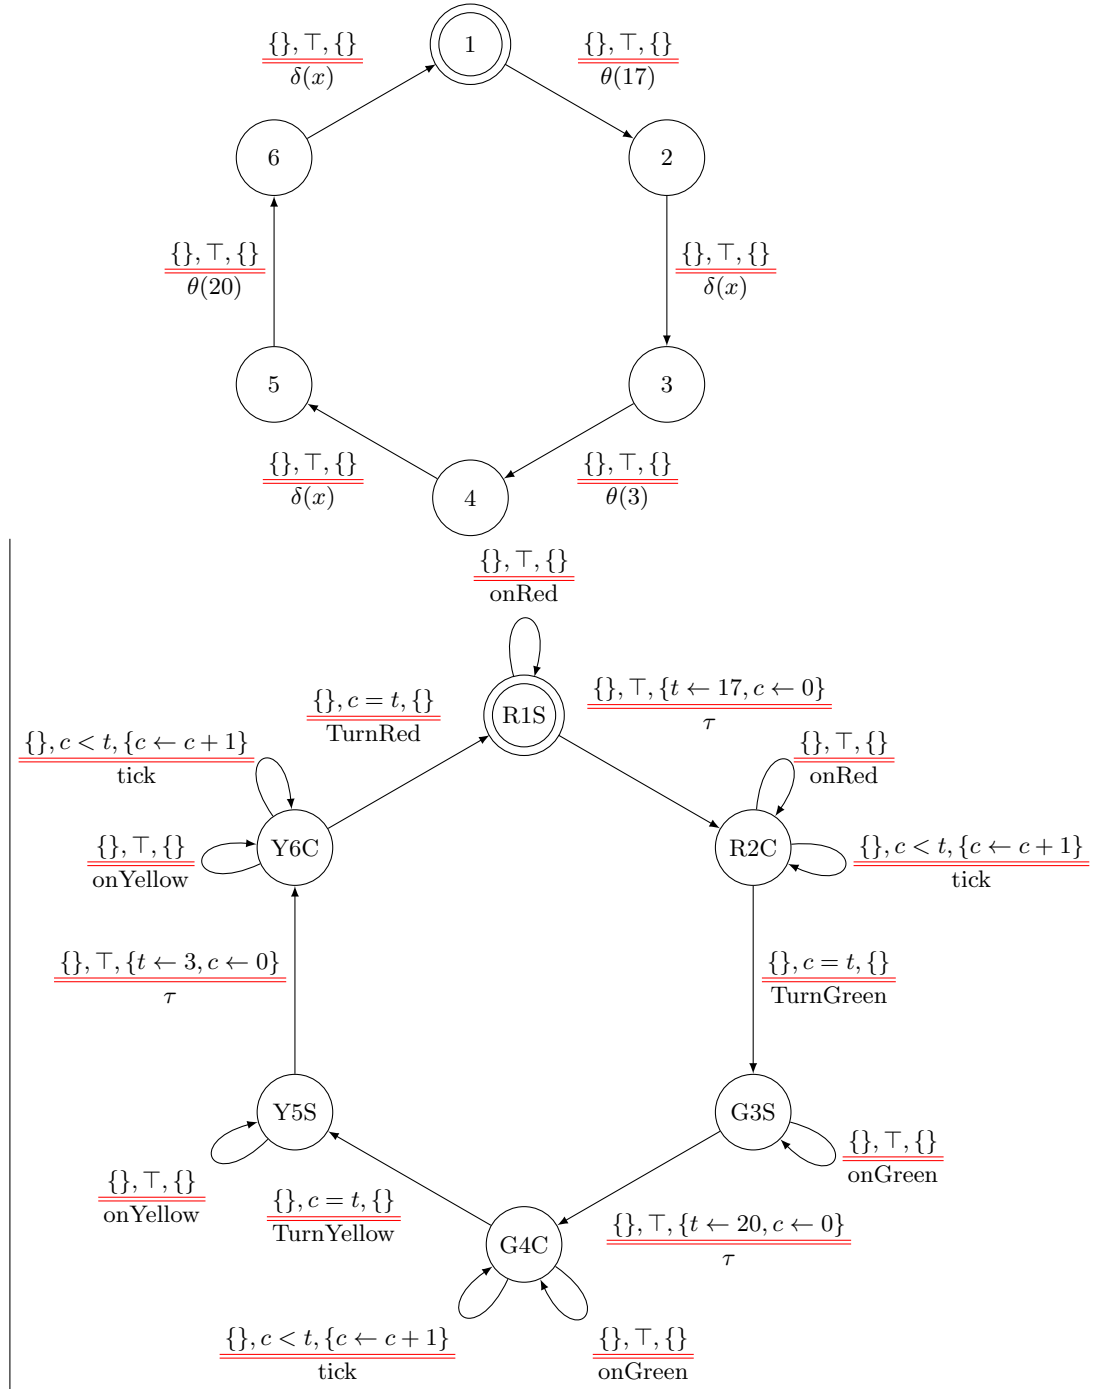 {}, ⊤, {}
δ(x)
1
{}, ⊤, {}
θ(17)
6
2
{}, ⊤, {}
θ(20)
{}, ⊤, {}
δ(x)
5
3
{}, ⊤, {}
δ(x)
4
{}, ⊤, {}
θ(3)
{}, ⊤, {}
onRed
{}, c = t, {}
TurnRed
R1S
{}, ⊤, {t ← 17, c ← 0}
τ
{}, c < t, {c ← c + 1}
tick
{}, ⊤, {}
onRed
{}, ⊤, {}
onYellow
Y6C
R2C
{}, c < t, {c ← c + 1}
tick
{}, ⊤, {t ← 3, c ← 0}
τ
{}, c = t, {}
TurnGreen
Y5S
G3S
{}, ⊤, {}
onYellow
{}, c = t, {}
TurnYellow
{}, ⊤, {}
onGreen
G4C
{}, ⊤, {t ← 20, c ← 0}
τ
{}, c < t, {c ← c + 1}
tick
{}, ⊤, {}
onGreen